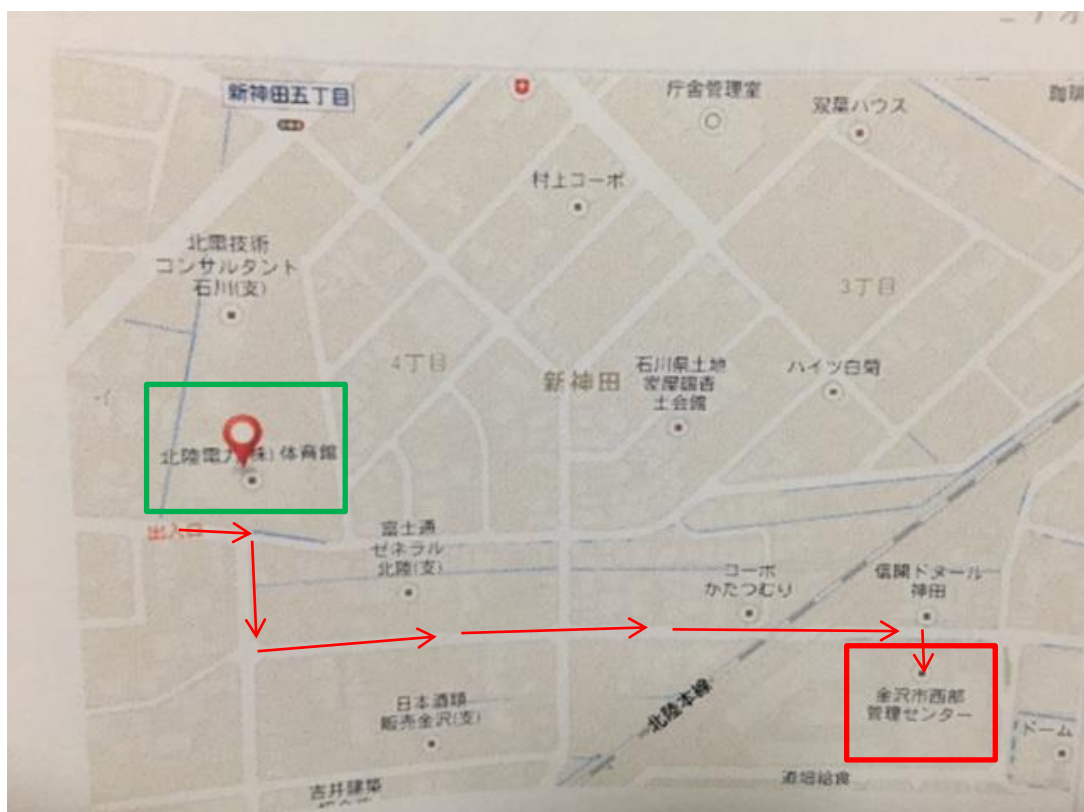 新神田五丁目
庁舎管理室
双葉ハウス
村上コーポ
北電技術
コンサルタント
石川(支)
3丁目
4丁目
新神田
石川県土地
家屋調査
士会館
ハイツ白菊
イ
北陸電力(株)体育館
出入口
富士通
ゼネラル
北陸(支)
コーポ
かたつむり
信開ドムール
神田
北陸本線
日本酒類
販売金沢(支)
金沢市西部
管理センター
ドーム
道畑給食
吉井建築